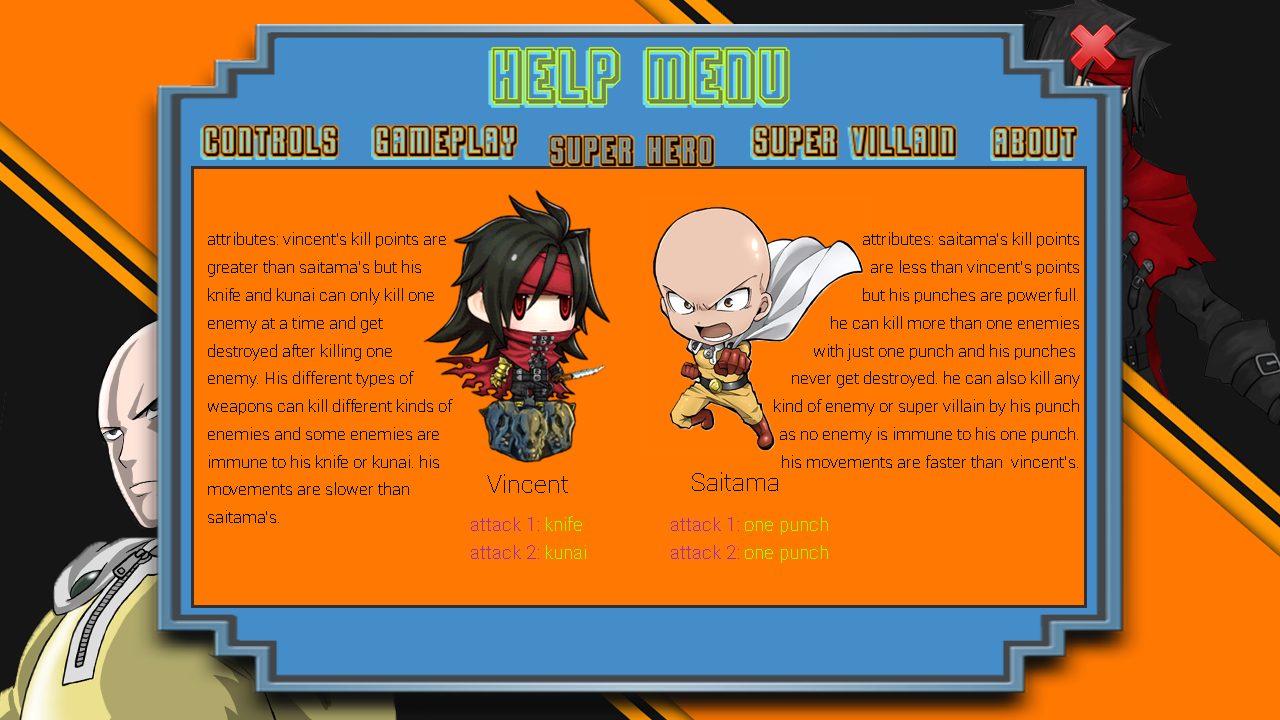 HELP MENU
CONTROLS GAMEPLAY SUPER HERO SUPER VILLAIN ABOUT
attributes: vincent's kill points are
greater than saitama's but his
knife and kunai can only kill one
enemy at a time and get
destroyed after killing one
enemy. His different types of
weapons can kill different kinds of
enemies and some enemies are
immune to his knife or kunai. his
movements are slower than
saitama's.
Vincent
attack 1: knife
attack 2: kunai
Saitama
attack 1: one punch
attack 2: one punch
attributes: saitama's kill points
are less than vincent's points
but his punches are powerfull.
he can kill more than one enemies
with just one punch and his punches
never get destroyed. he can also kill any
kind of enemy or super villain by his punch
as no enemy is immune to his one punch.
his movements are faster than vincent's.